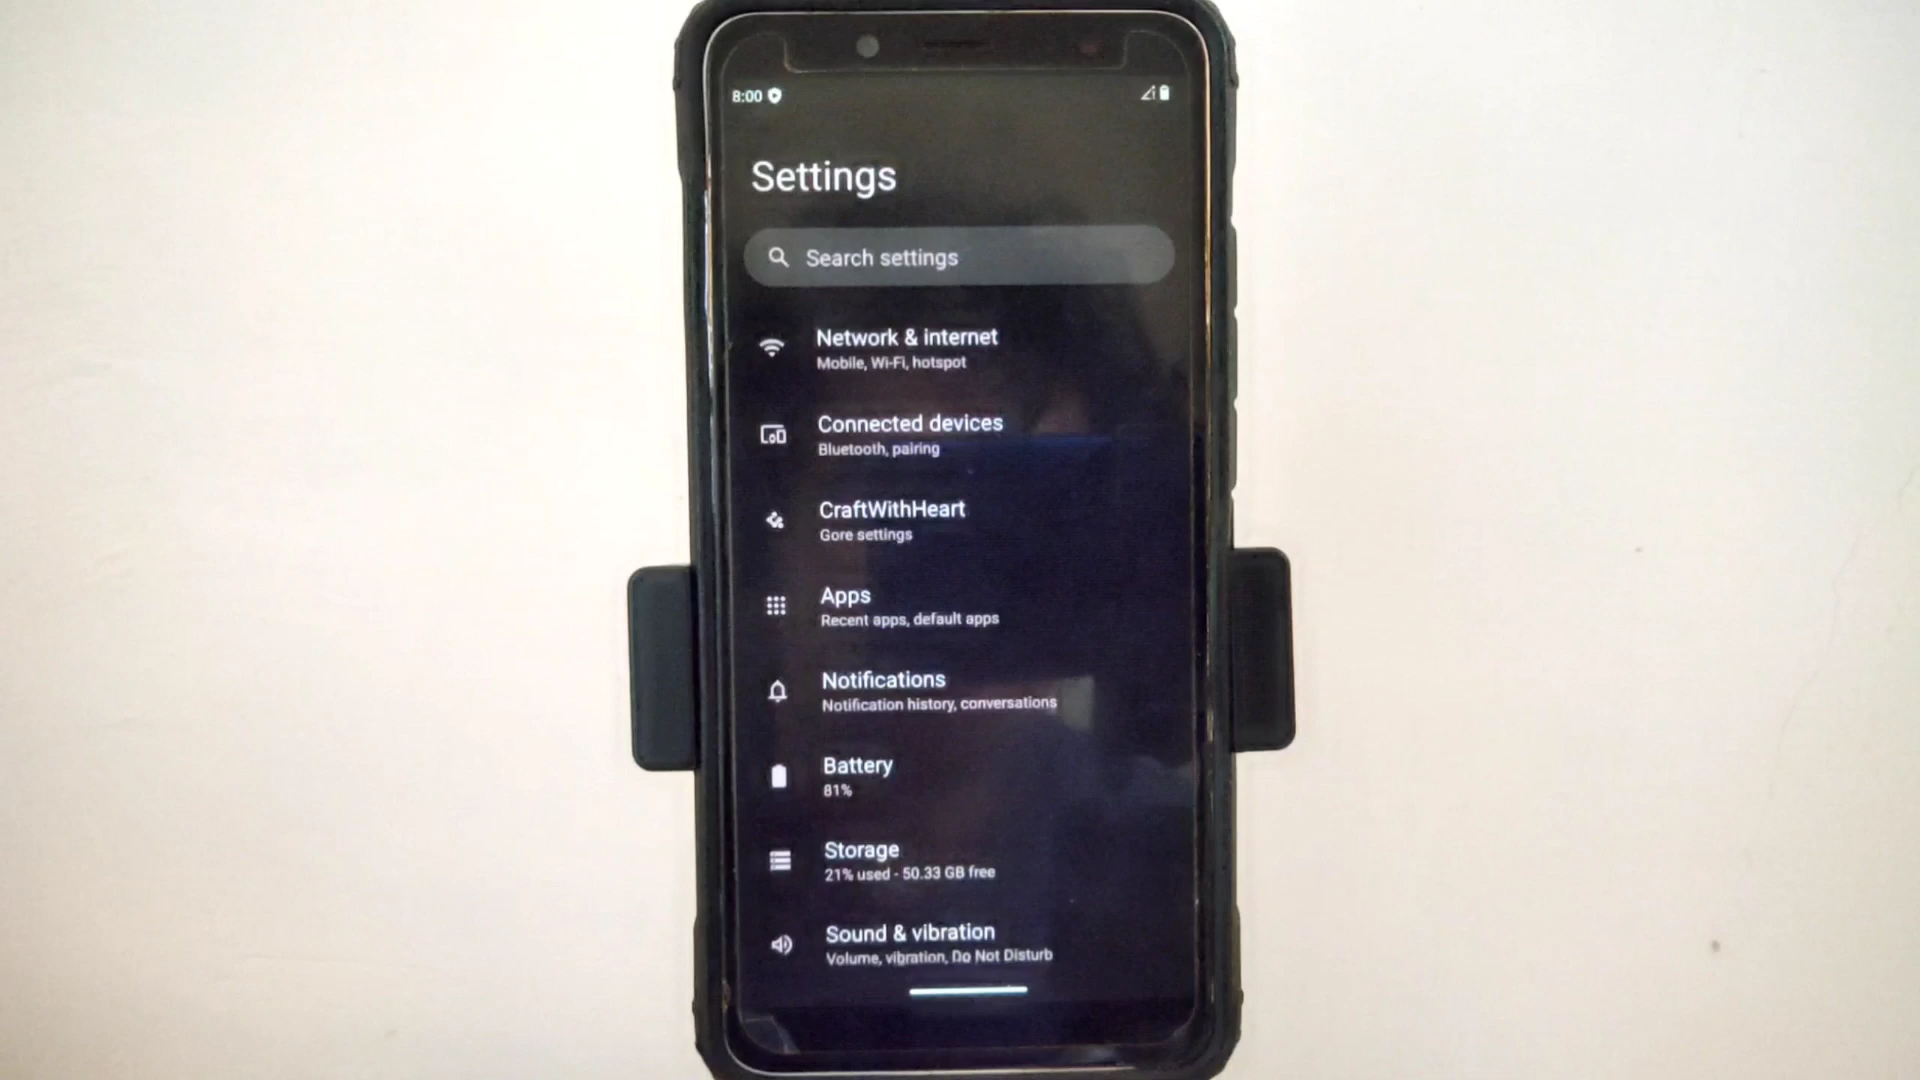 8:00
Settings
Search settings
Network & internet
Mobile, Wi-Fi, hotspot
Connected devices
Bluetooth, pairing
CraftWithHeart
Gore settings
Apps
Recent apps, default apps
Notifications
Notification history, conversations
Battery
81%
Storage
21% used - 50.33 GB free
Sound & vibration
Volume, vibration, Do Not Disturb